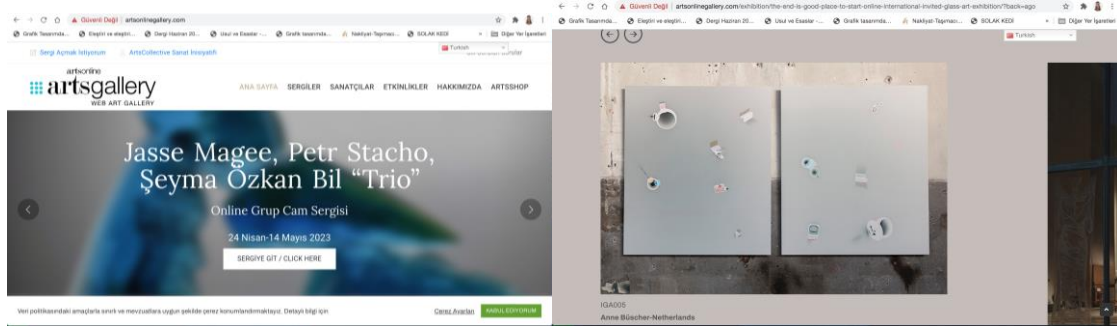 Güvenli Değil | artsonlinegallery.com
Grafik Tasarımda... Eleştiri ve eleştiri... Dergi Haziran 20... Usul ve Esaslar -... Grafik tasarımda... Nakliyat-Taşımacı... SOLAK KEDİ » Diğer Yer İşaretleri
Sergi Açmak İstiyorum ArtsCollective Sanat İnisiyatifi
Turkish
artsonline
artsgallery
WEB ART GALLERY
ANA SAYFA SERGİLER SANATÇILAR ETKİNLİKLER HAKKIMIZDA ARTSSHOP
Jasse Magee, Petr Stacho,
Şeyma Özkan Bil “Trio”
Online Grup Cam Sergisi
24 Nisan-14 Mayıs 2023
SERGİYE GİT / CLICK HERE
Veri politikasındaki amaçlarla sınırlı ve mevzuatlara uygun şekilde çerez konumlandırmaktayız. Detaylı bilgi için
Çerez Ayarları KABUL EDİYORUM
Güvenli Değil | artsonlinegallery.com/exhibition/the-end-is-good-place-to-start-online-international-invited-glass-art-exhibition/?back=ago
Grafik Tasarımda... Eleştiri ve eleştiri... Dergi Haziran 20... Usul ve Esaslar -... Grafik tasarımda... Nakliyat-Taşımacı... SOLAK KEDİ » Diğer Yer İşaretleri
Turkish
IGA005
Anne Büscher-Netherlands